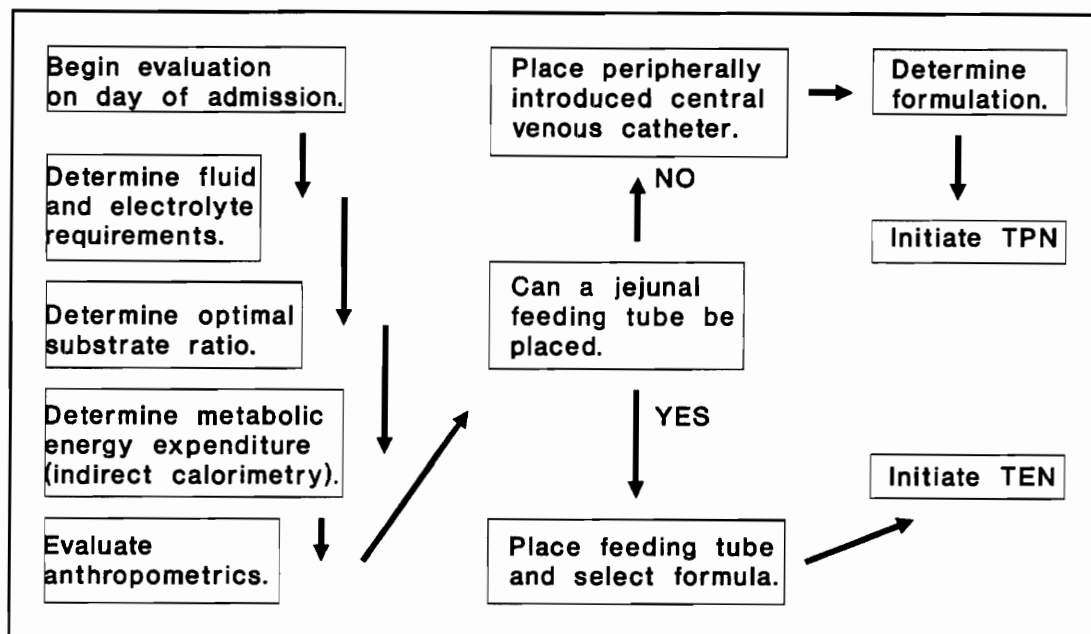 Begin evaluation
on day of admission.
Determine fluid
and electrolyte
requirements.
Determine optimal
substrate ratio.
Determine metabolic
energy expenditure
(indirect calorimetry).
Evaluate
anthropometrics.
Place peripherally
introduced central
venous catheter.
NO
Can a jejunal
feeding tube be
placed.
YES
Place feeding tube
and select formula.
Determine
formulation.
Initiate TPN
Initiate TEN